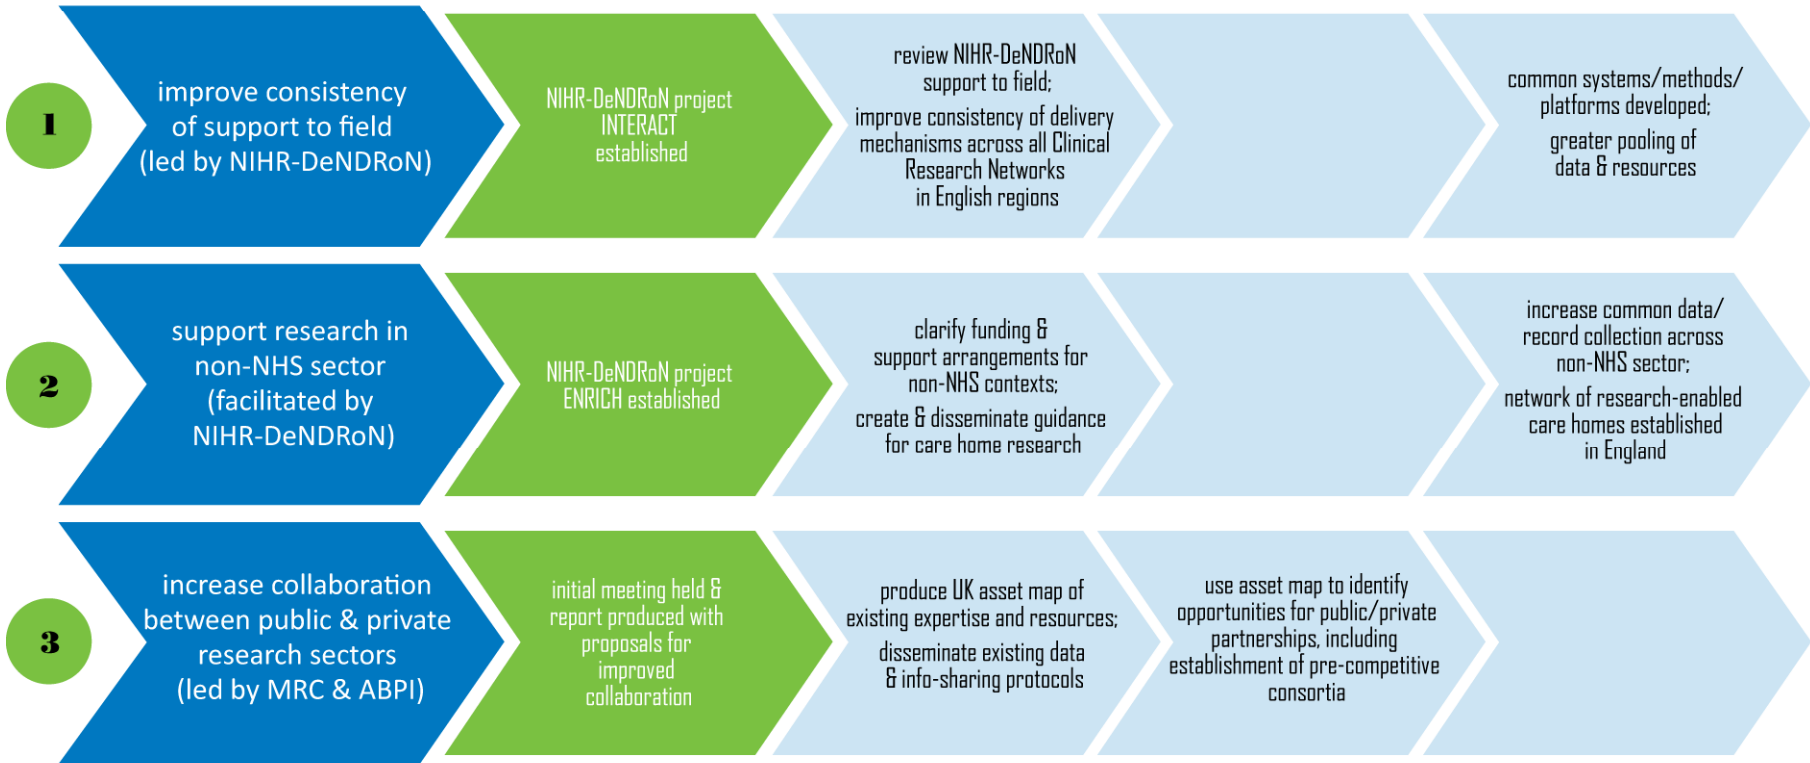 1
improve consistency
of support to field
(led by NIHR-DeNDRoN)
NIHR-DeNDRoN project
INTERACT
established
review NIHR-DeNDRoN
support to field;
improve consistency of delivery
mechanisms across all Clinical
Research Networks
in English regions
common systems/methods/
platforms developed;
greater pooling of
data & resources
2
support research in
non-NHS sector
(facilitated by
NIHR-DeNDRoN)
NIHR-DeNDRoN project
ENRICH established
clarify funding &
support arrangements for
non-NHS contexts;
create & disseminate guidance
for care home research
increase common data/
record collection across
non-NHS sector;
network of research-enabled
care homes established
in England
3
increase collaboration
between public & private
research sectors
(led by MRC & ABPI)
initial meeting held &
report produced with
proposals for
improved
collaboration
produce UK asset map of
existing expertise and resources;
disseminate existing data
& info-sharing protocols
use asset map to identify
opportunities for public/private
partnerships, including
establishment of pre-competitive
consortia